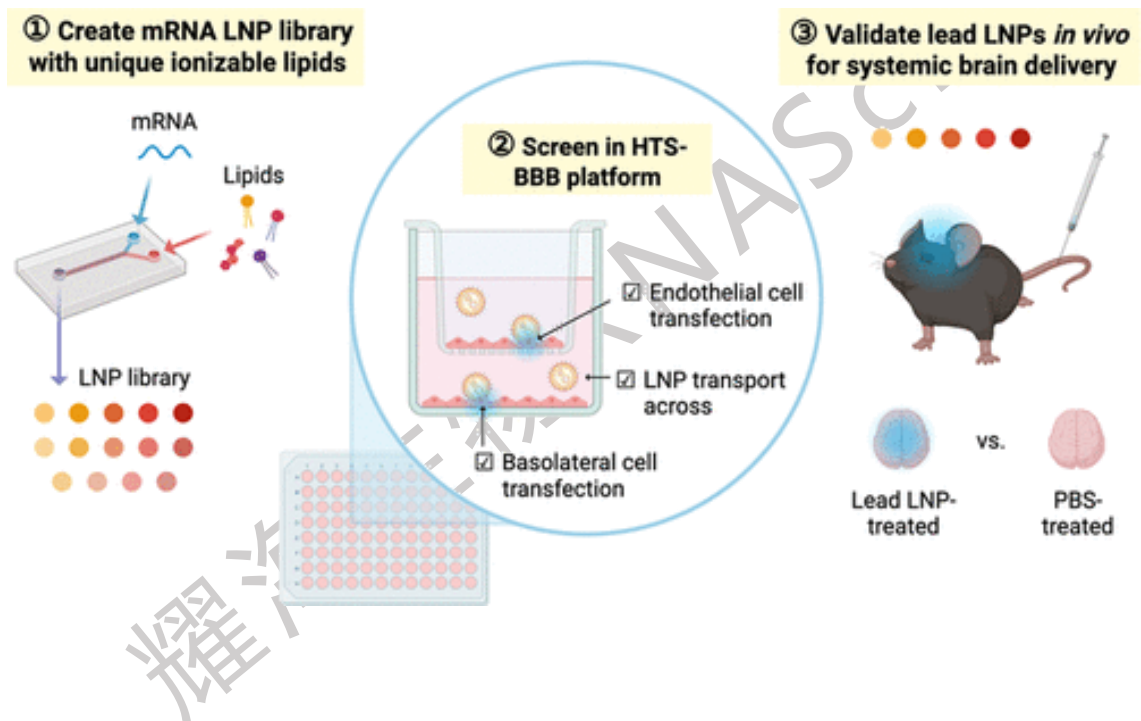 ① Create mRNA LNP library
with unique ionizable lipids
mRNA
Lipids
LNP library
② Screen in HTS-
BBB platform
☑ Endothelial cell
transfection
☑ LNP transport
across
☑ Basolateral cell
transfection
③ Validate lead LNPs in vivo
for systemic brain delivery
vs.
Lead LNP-
treated
PBS-
treated